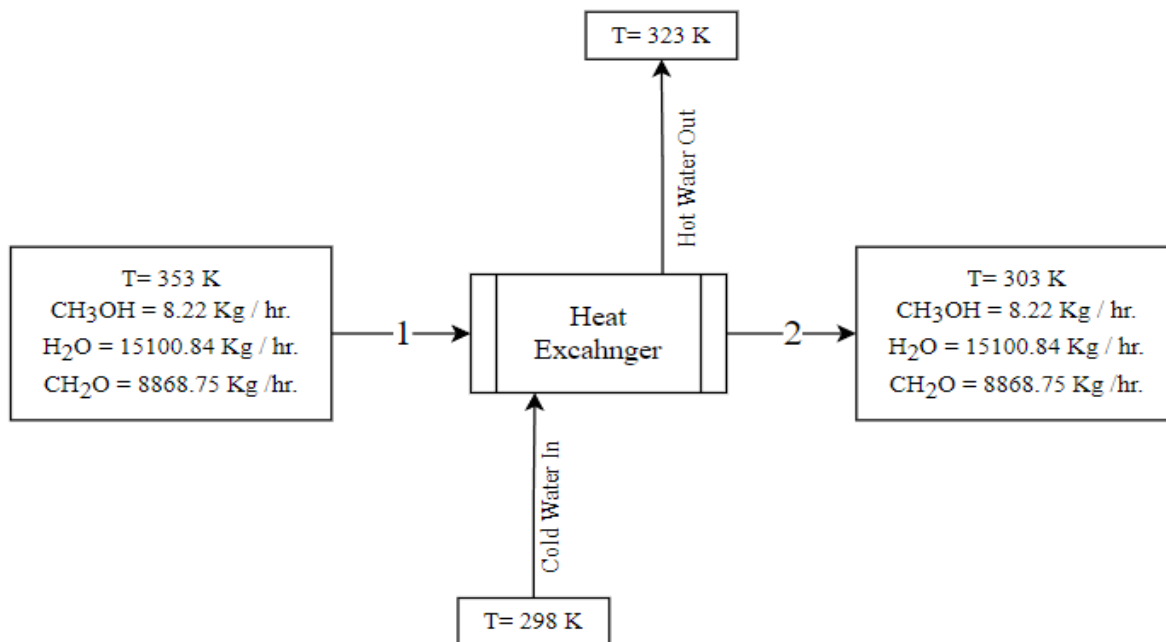 T= 323 K
Hot Water Out
T= 353 K
CH₃OH = 8.22 Kg / hr.
H₂O = 15100.84 Kg / hr.
CH₂O = 8868.75 Kg /hr.
1
Heat
Excahnger
2
T= 303 K
CH₃OH = 8.22 Kg / hr.
H₂O = 15100.84 Kg / hr.
CH₂O = 8868.75 Kg /hr.
Cold Water In
T= 298 K